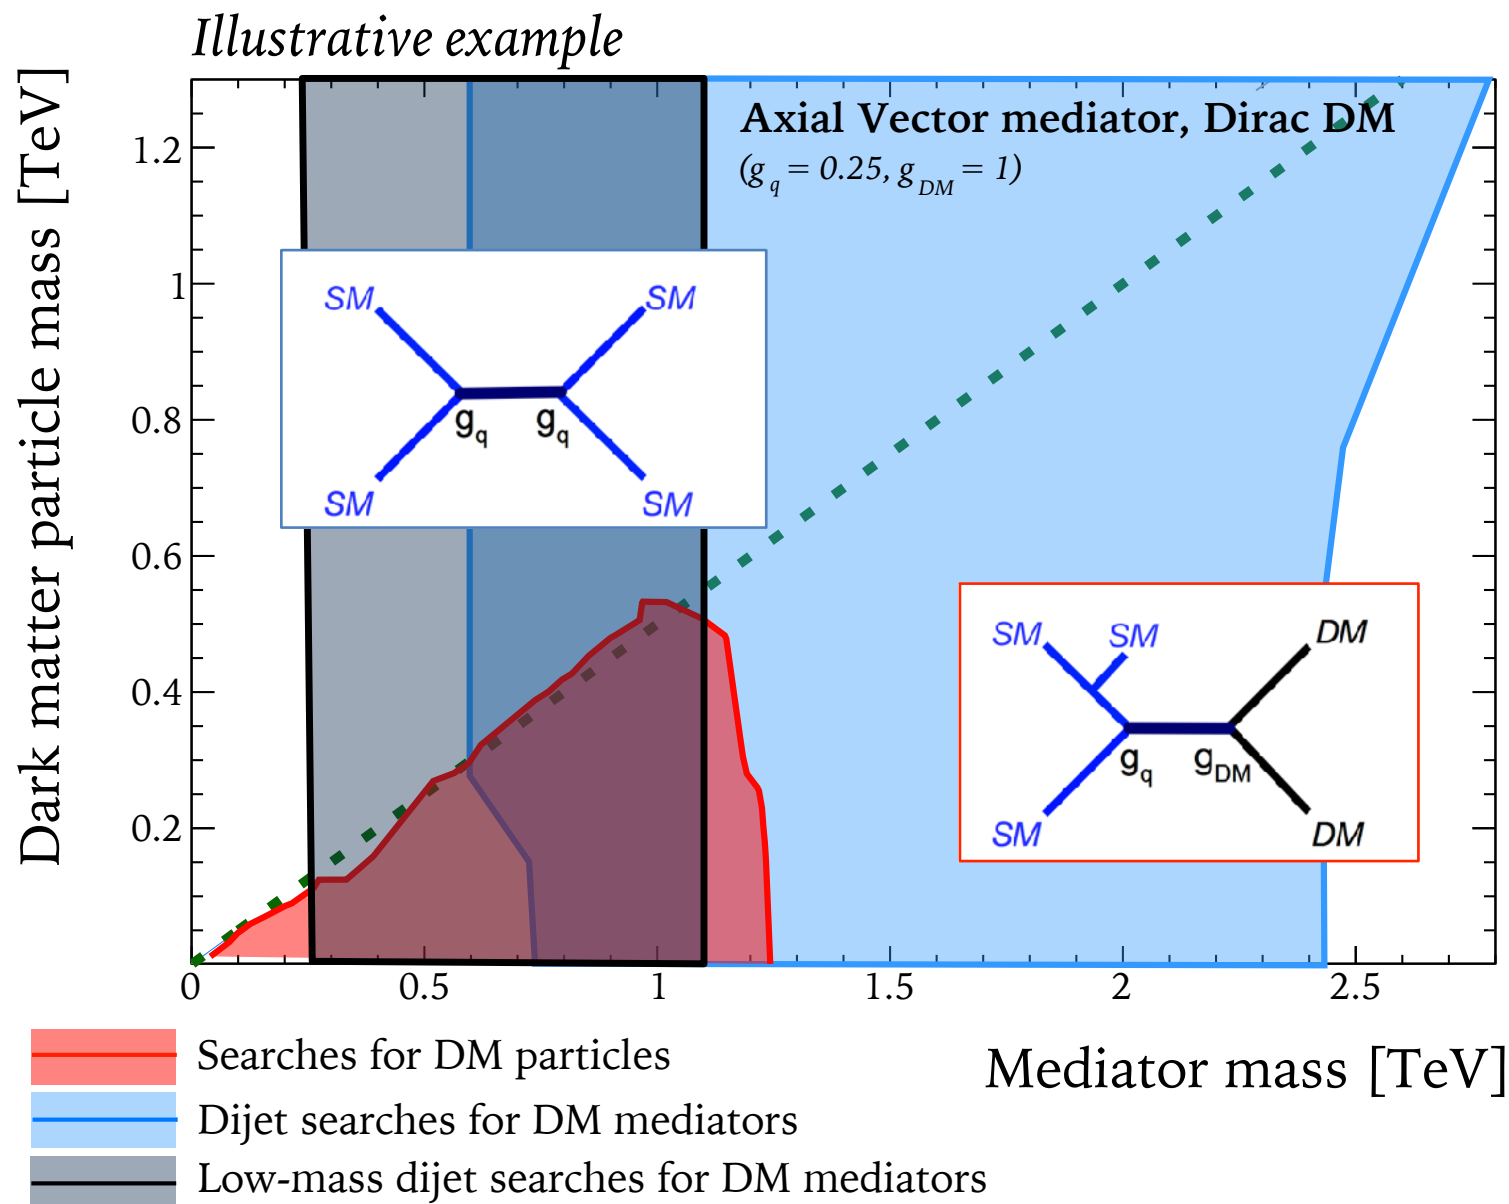 Illustrative example
Dark matter particle mass [TeV]
1.2
1
0.8
0.6
0.4
0.2
Axial Vector mediator, Dirac DM
(g_q = 0.25, g_DM = 1)
SM SM
g_q g_q
SM SM
SM SM DM
g_q g_DM
SM DM
0 0.5 1 1.5 2 2.5
Mediator mass [TeV]
Searches for DM particles
Dijet searches for DM mediators
Low-mass dijet searches for DM mediators